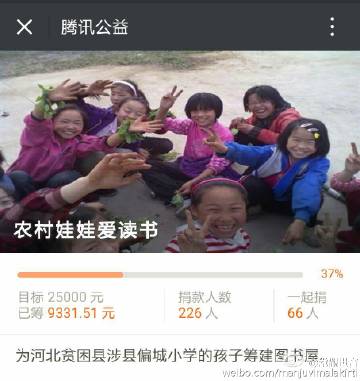 腾讯公益
农村娃娃爱读书
37%
目标 25000 元
捐款人数
一起捐
已筹 9331.51 元
226 人
66 人
为河北贫困县涉县偏城小学的孩子筹建图书屋...
weibo.com/manjuvimalakirti